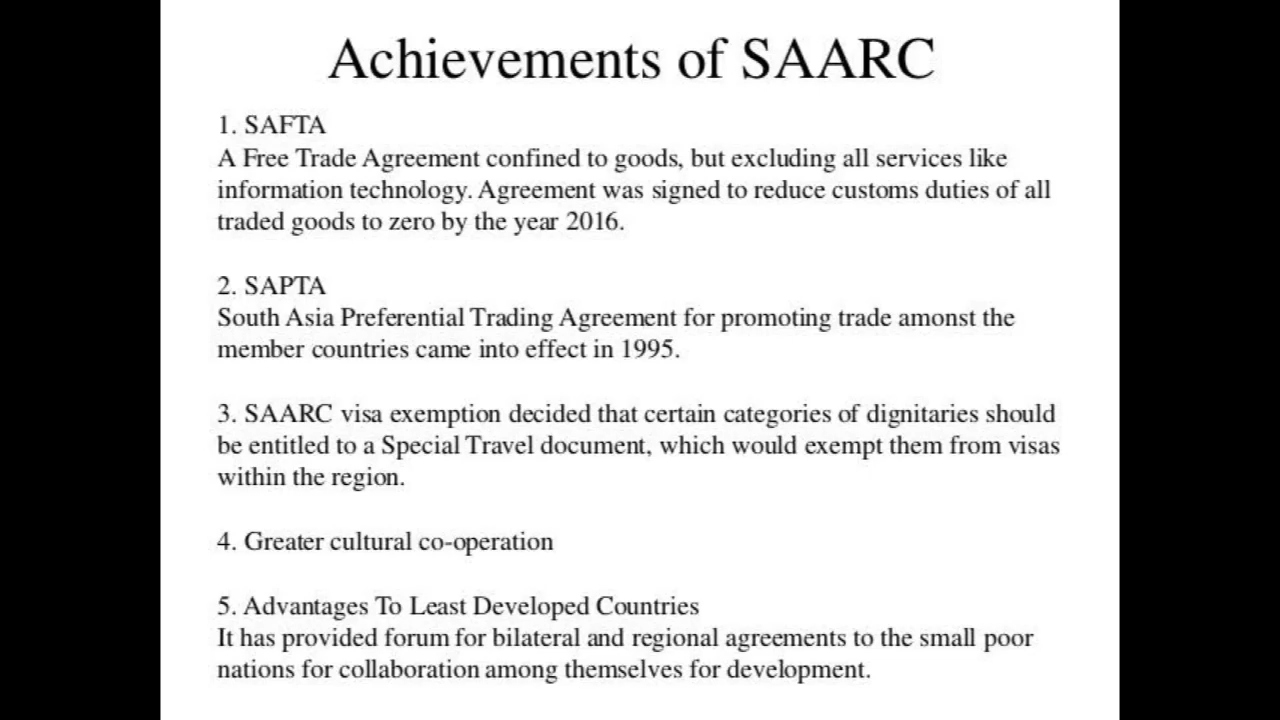 Achievements of SAARC
1. SAFTA
A Free Trade Agreement confined to goods, but excluding all services like
information technology. Agreement was signed to reduce customs duties of all
traded goods to zero by the year 2016.
2. SAPTA
South Asia Preferential Trading Agreement for promoting trade amonst the
member countries came into effect in 1995.
3. SAARC visa exemption decided that certain categories of dignitaries should
be entitled to a Special Travel document, which would exempt them from visas
within the region.
4. Greater cultural co-operation
5. Advantages To Least Developed Countries
It has provided forum for bilateral and regional agreements to the small poor
nations for collaboration among themselves for development.